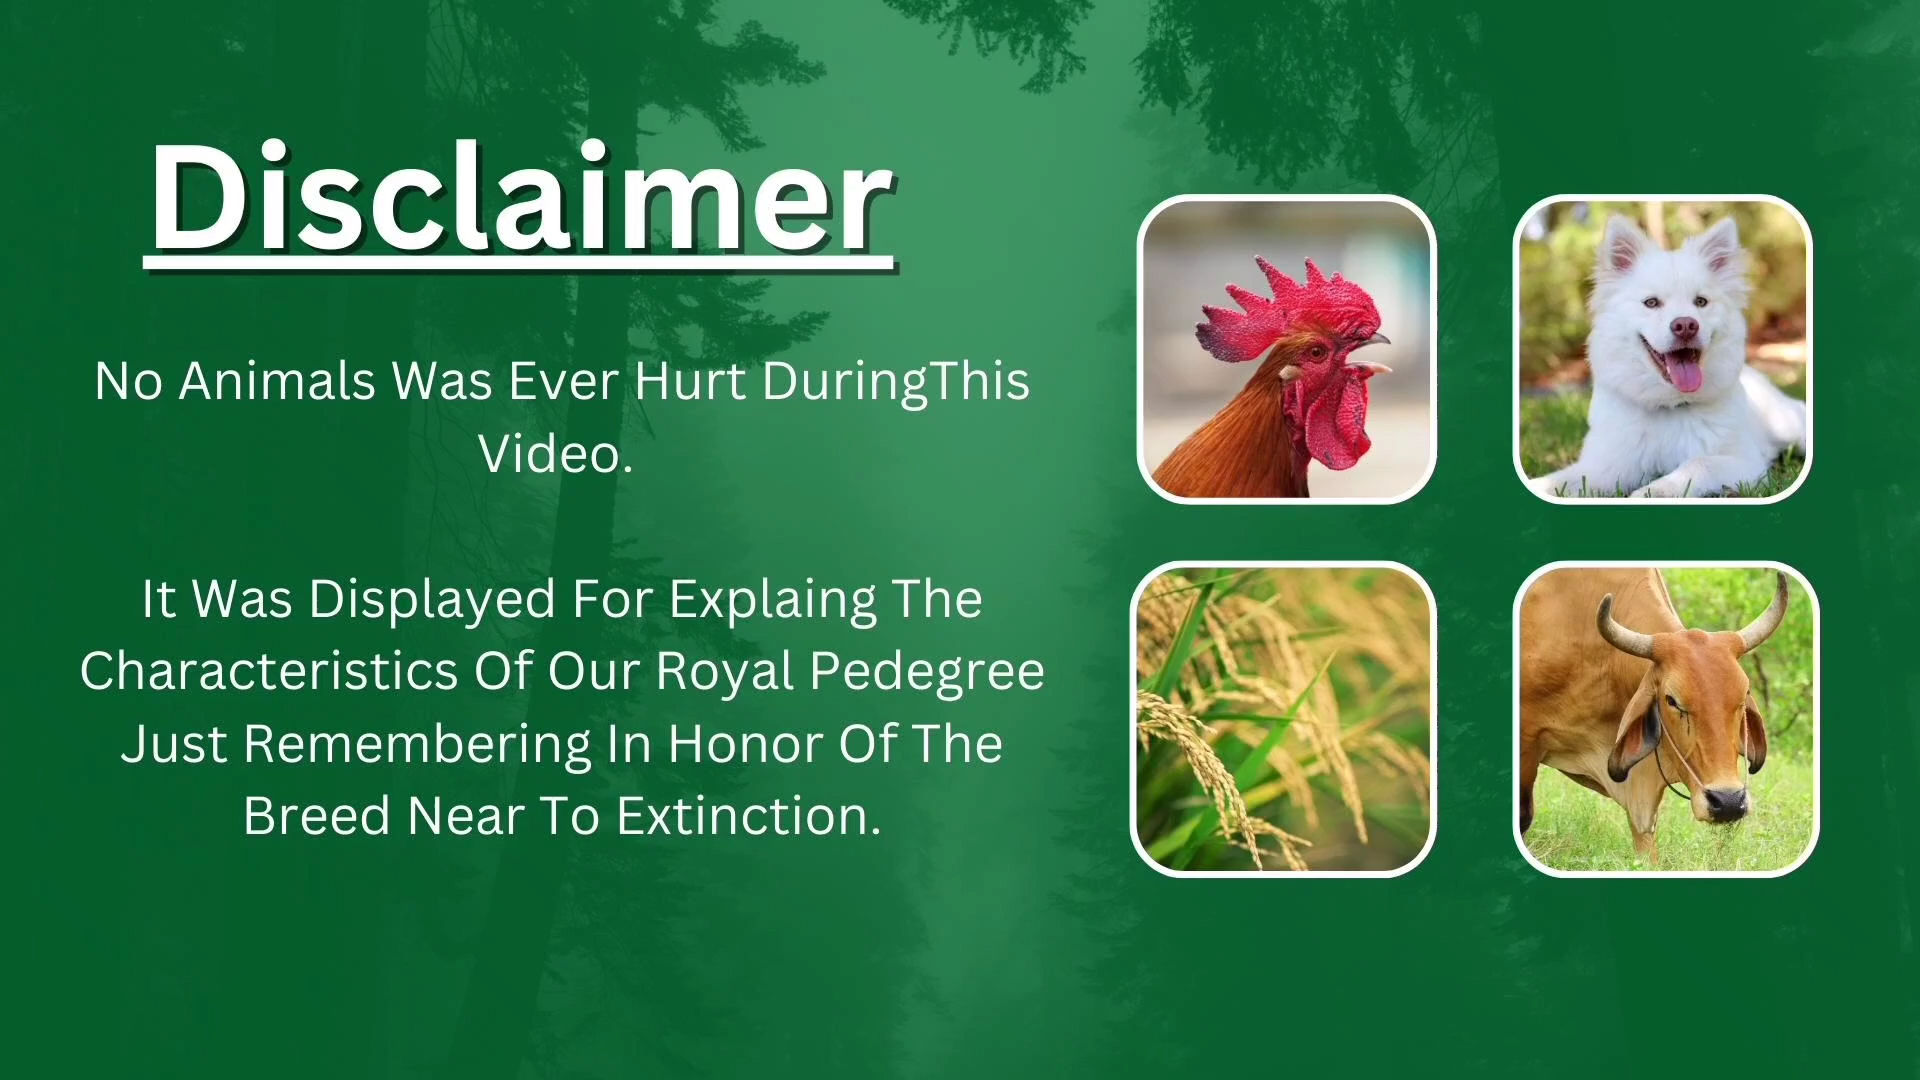 Disclaimer
No Animals Was Ever Hurt DuringThis
Video.
It Was Displayed For Explaing The
Characteristics Of Our Royal Pedegree
Just Remembering In Honor Of The
Breed Near To Extinction.